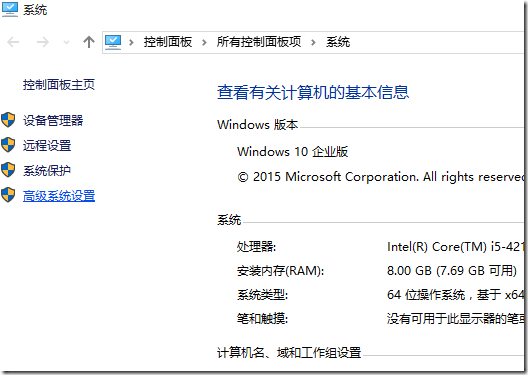 系统
控制面板 > 所有控制面板项 > 系统
控制面板主页
设备管理器
远程设置
系统保护
高级系统设置
查看有关计算机的基本信息
Windows 版本
Windows 10 企业版
© 2015 Microsoft Corporation. All rights reserved
系统
处理器: Intel(R) Core(TM) i5-421
安装内存(RAM): 8.00 GB (7.69 GB 可用)
系统类型: 64 位操作系统，基于 x64
笔和触摸: 没有可用于此显示器的笔或
计算机名、域和工作组设置